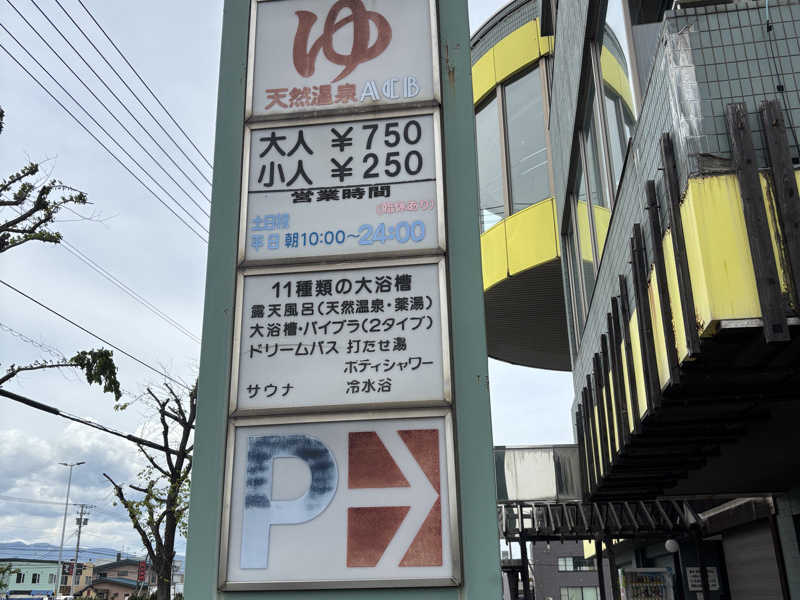 ゆ
天然温泉 ACB
大人 ¥750
小人 ¥250
営業時間
土日祝
平日 朝10:00~24:00
11種類の大浴槽
露天風呂(天然温泉・薬湯)
大浴槽・バイブラ(2タイプ)
ドリームバス 打たせ湯
ボディシャワー
サウナ 冷水浴
P